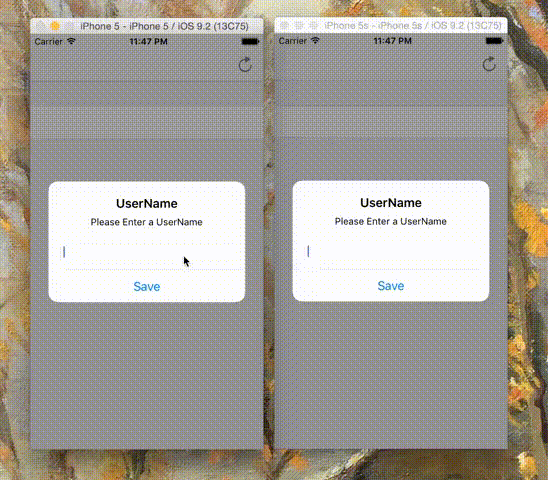 iPhone 5 - iPhone 5 / iOS 9.2 (13C75)
Carrier 11:47 PM
UserName
Please Enter a UserName
Save
iPhone 5s - iPhone 5s / iOS 9.2 (13C75)
Carrier 11:47 PM
UserName
Please Enter a UserName
Save